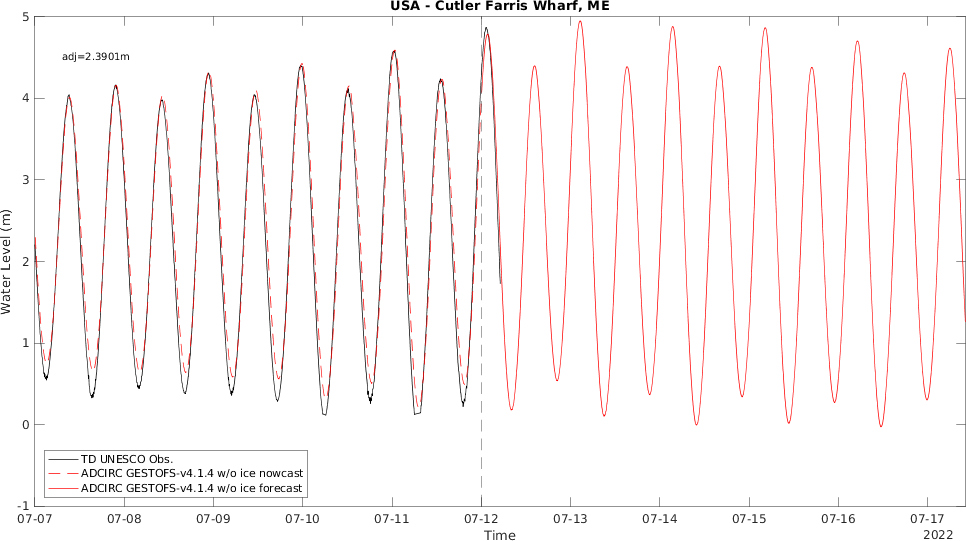 USA - Cutler Farris Wharf, ME
adj=2.3901m
5
4
3
2
1
0
-1
Water Level (m)
TD UNESCO Obs.
ADCIRC GESTOFS-v4.1.4 w/o ice nowcast
ADCIRC GESTOFS-v4.1.4 w/o ice forecast
07-07 07-08 07-09 07-10 07-11 07-12 07-13 07-14 07-15 07-16 07-17
Time
2022